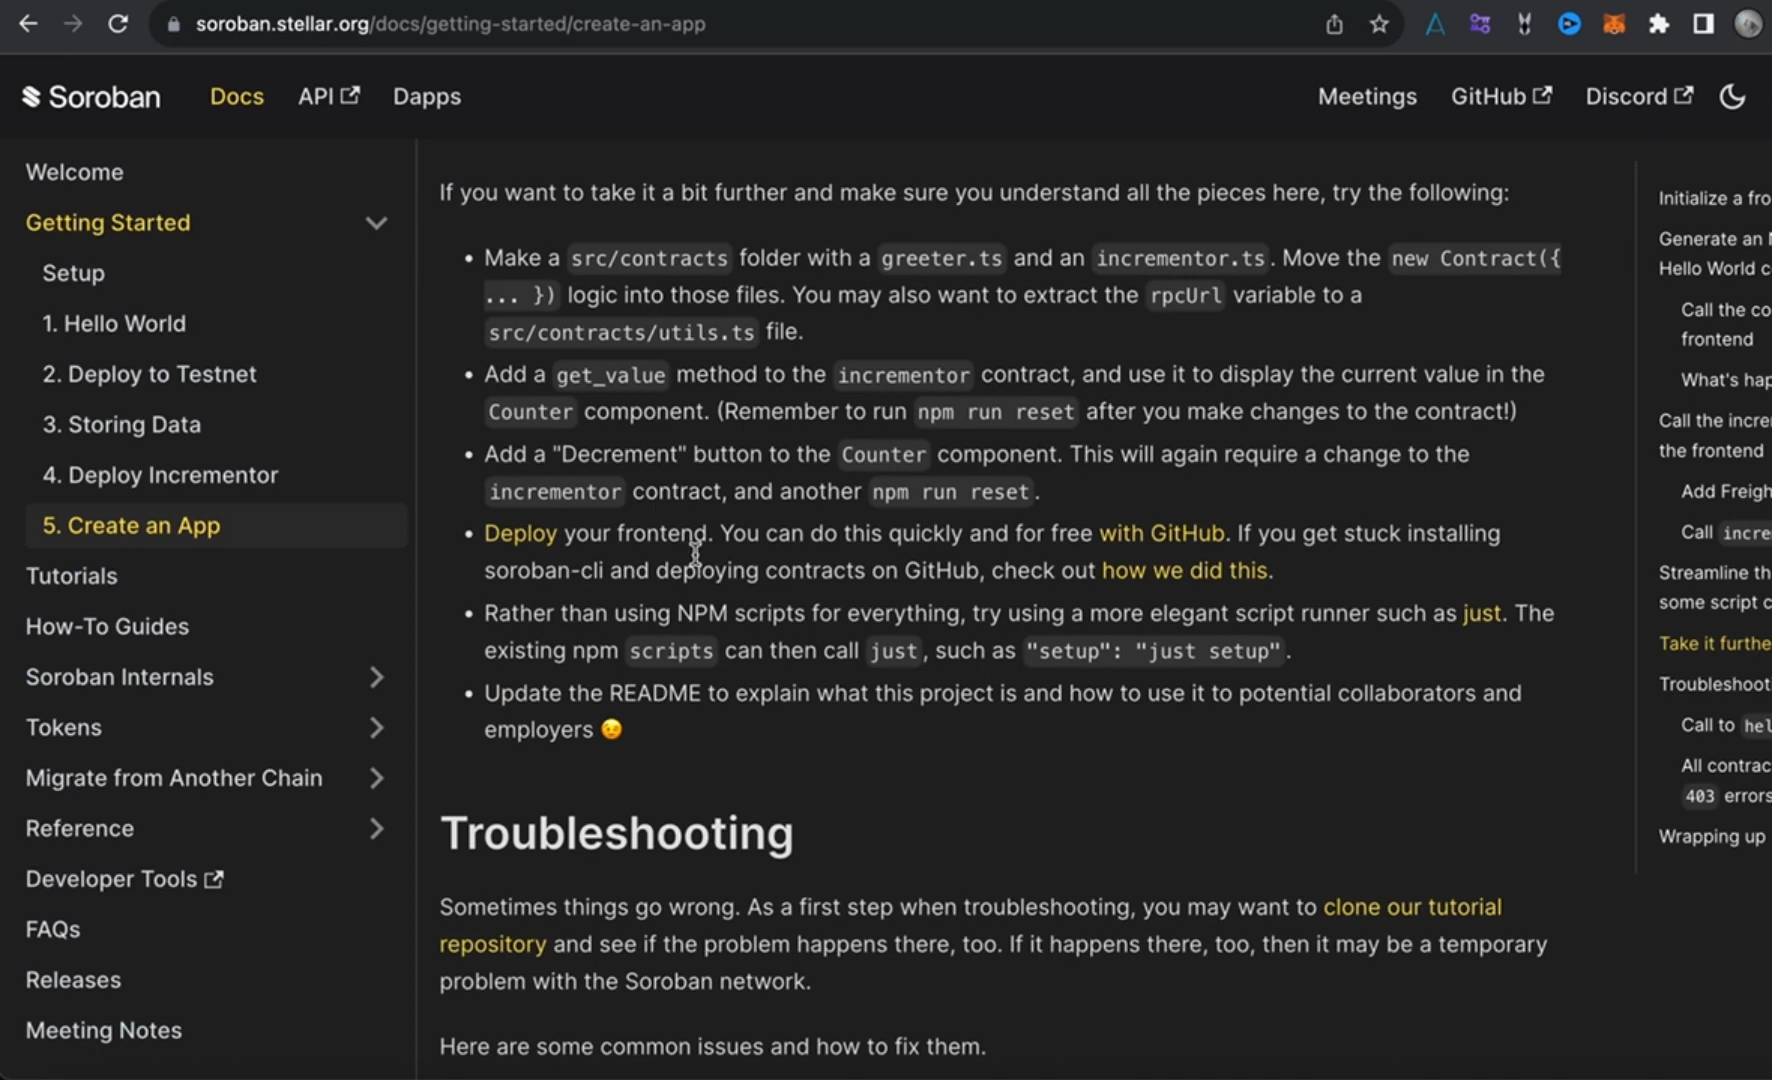 soroban.stellar.org/docs/getting-started/create-an-app
Soroban
Docs
API
Dapps
Meetings
GitHub
Discord
Welcome
Getting Started
Setup
1. Hello World
2. Deploy to Testnet
3. Storing Data
4. Deploy Incrementor
5. Create an App
Tutorials
How-To Guides
Soroban Internals
Tokens
Migrate from Another Chain
Reference
Developer Tools
FAQs
Releases
Meeting Notes
If you want to take it a bit further and make sure you understand all the pieces here, try the following:
• Make a src/contracts folder with a greeter.ts and an incrementor.ts. Move the new Contract({
... }) logic into those files. You may also want to extract the rpcUrl variable to a
src/contracts/utils.ts file.
• Add a get_value method to the incrementor contract, and use it to display the current value in the
Counter component. (Remember to run npm run reset after you make changes to the contract!)
• Add a "Decrement" button to the Counter component. This will again require a change to the
incrementor contract, and another npm run reset.
• Deploy your frontend. You can do this quickly and for free with GitHub. If you get stuck installing
soroban-cli and deploying contracts on GitHub, check out how we did this.
• Rather than using NPM scripts for everything, try using a more elegant script runner such as just. The
existing npm scripts can then call just, such as "setup": "just setup".
• Update the README to explain what this project is and how to use it to potential collaborators and
employers 😉
Troubleshooting
Sometimes things go wrong. As a first step when troubleshooting, you may want to clone our tutorial
repository and see if the problem happens there, too. If it happens there, too, then it may be a temporary
problem with the Soroban network.
Here are some common issues and how to fix them.
Initialize a fro
Generate an
Hello World c
Call the co
frontend
What's hap
Call the incre
the frontend
Add Freigh
Call incre
Streamline th
some script c
Take it furthe
Troubleshoot
Call to hel
All contrac
403 errors
Wrapping up